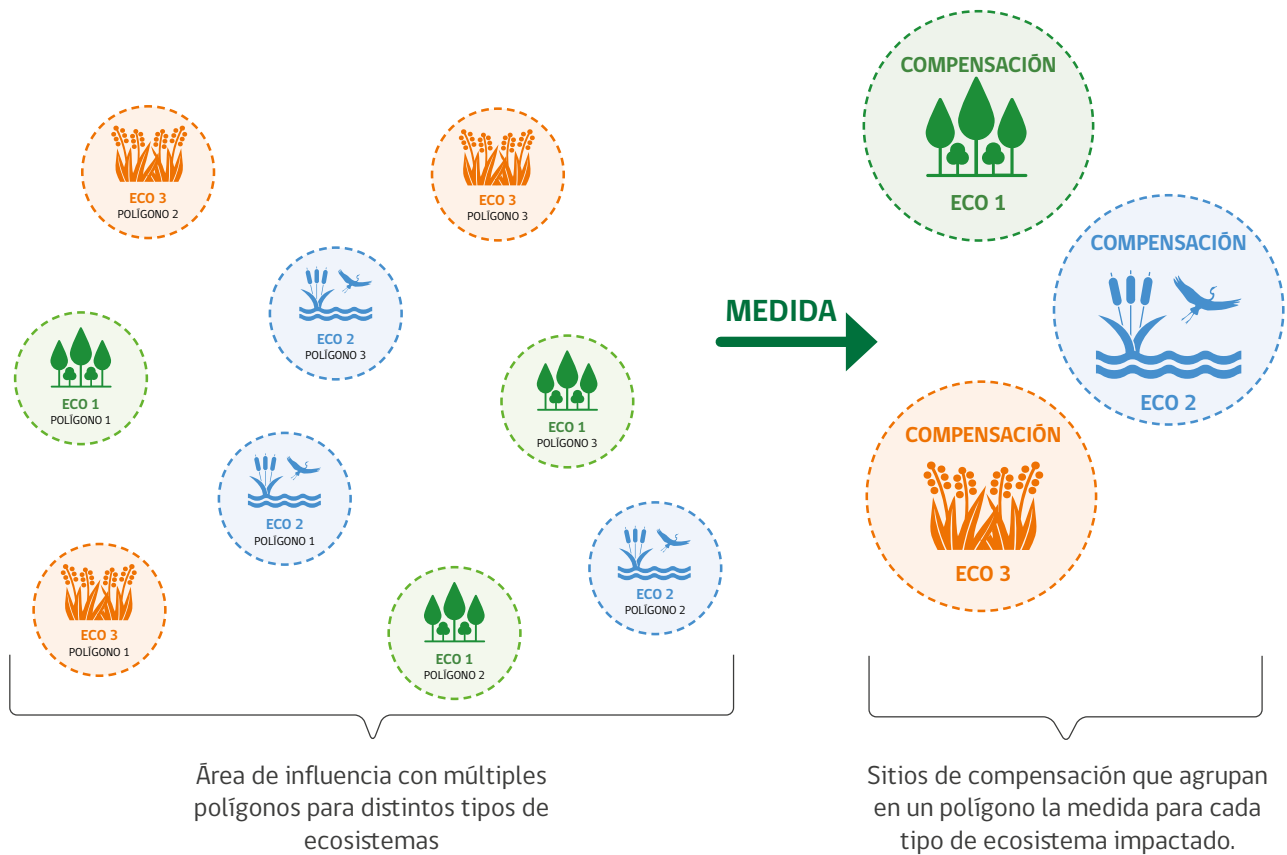 COMPENSACIÓN
ECO 1
ECO 3
POLÍGONO 2
ECO 3
POLÍGONO 3
COMPENSACIÓN
ECO 2
MEDIDA
ECO 2
POLÍGONO 3
ECO 1
POLÍGONO 1
ECO 1
POLÍGONO 3
COMPENSACIÓN
ECO 3
ECO 2
POLÍGONO 1
ECO 2
POLÍGONO 2
ECO 3
POLÍGONO 1
ECO 1
POLÍGONO 2
Área de influencia con múltiples
polígonos para distintos tipos de
ecosistemas
Sitios de compensación que agrupan
en un polígono la medida para cada
tipo de ecosistema impactado.